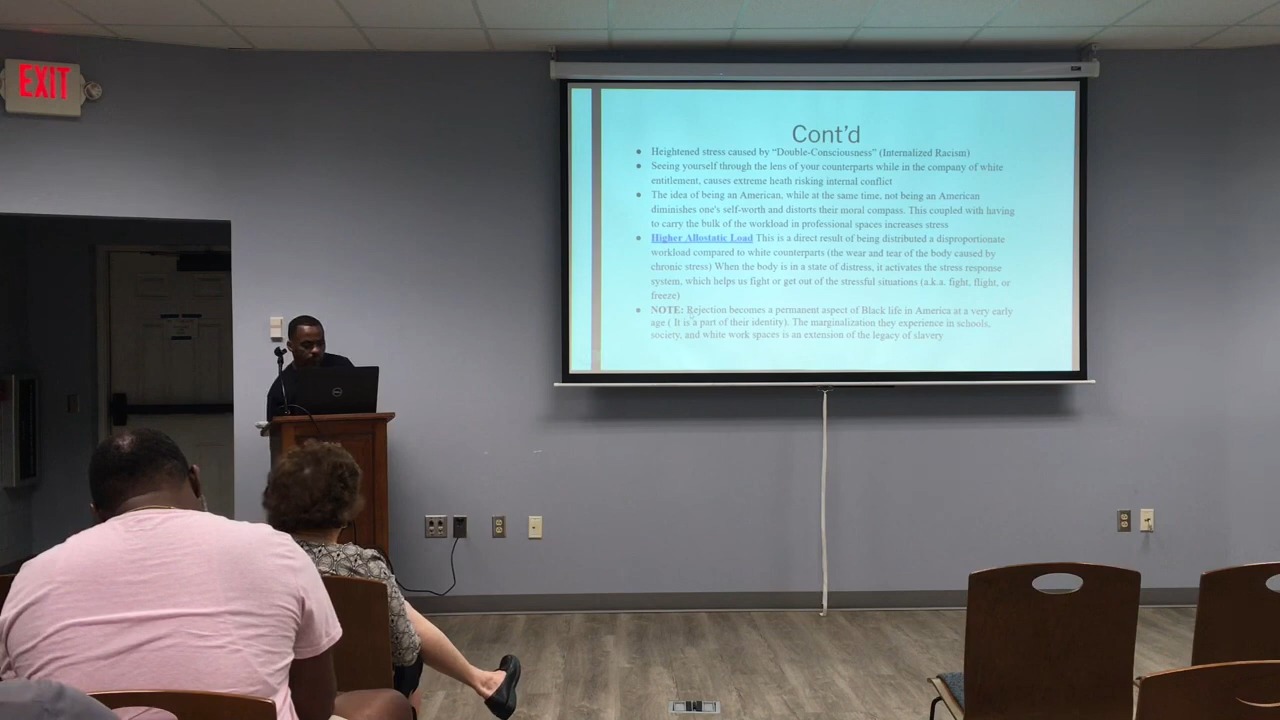 EXIT
Cont'd
● Heightened stress caused by “Double-Consciousness” (Internalized Racism)
● Seeing yourself through the lens of your counterparts while in the company of white
entitlement, causes extreme heath risking internal conflict
● The idea of being an American, while at the same time, not being an American
diminishes one's self-worth and distorts their moral compass. This coupled with having
to carry the bulk of the workload in professional spaces increases stress
● Higher Allostatic Load This is a direct result of being distributed a disproportionate
workload compared to white counterparts (the wear and tear of the body caused by
chronic stress) When the body is in a state of distress, it activates the stress response
system, which helps us fight or get out of the stressful situations (a.k.a. fight, flight, or
freeze)
● NOTE: Rejection becomes a permanent aspect of Black life in America at a very early
age ( It is a part of their identity). The marginalization they experience in schools,
society, and white work spaces is an extension of the legacy of slavery
DELL